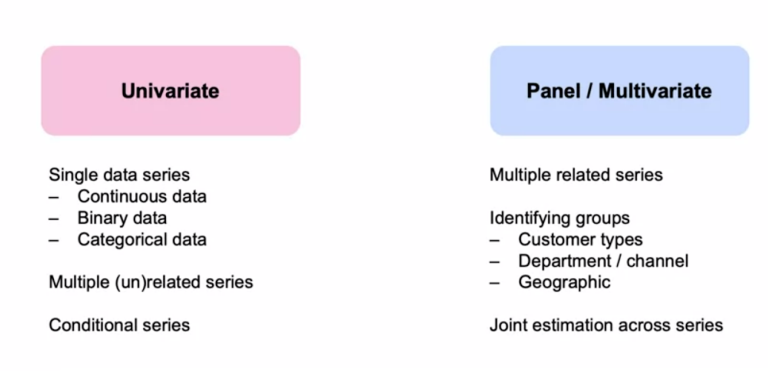 Univariate
Single data series
– Continuous data
– Binary data
– Categorical data
Multiple (un)related series
Conditional series
Panel / Multivariate
Multiple related series
Identifying groups
– Customer types
– Department / channel
– Geographic
Joint estimation across series